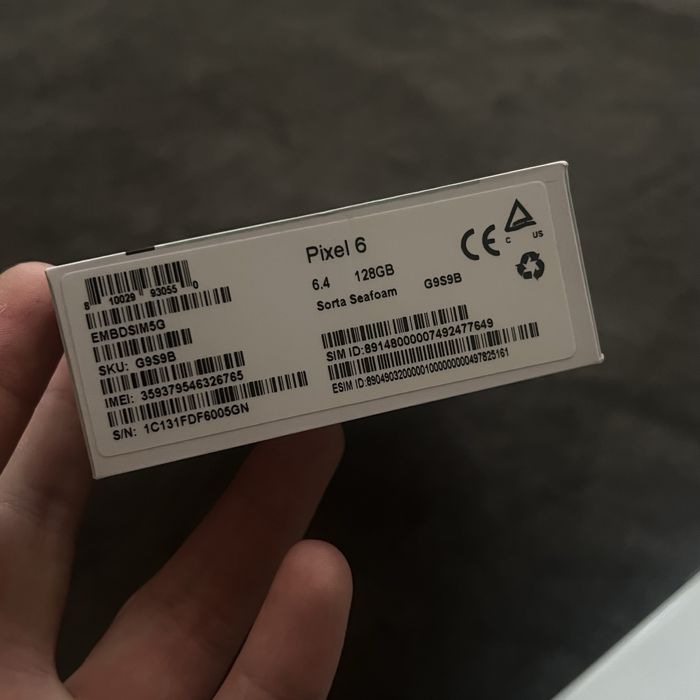 8 10029 93055 0
EMBDSIM5G
SKU: G9S9B
IMEI: 359379546326765
S/N: 1C131FDF6005GN
Pixel 6
6.4 128GB
Sorta Seafoam G9S9B
SIM ID:8914800007492477649
ESIM ID:89049032000001000000000497825161
CE
C US